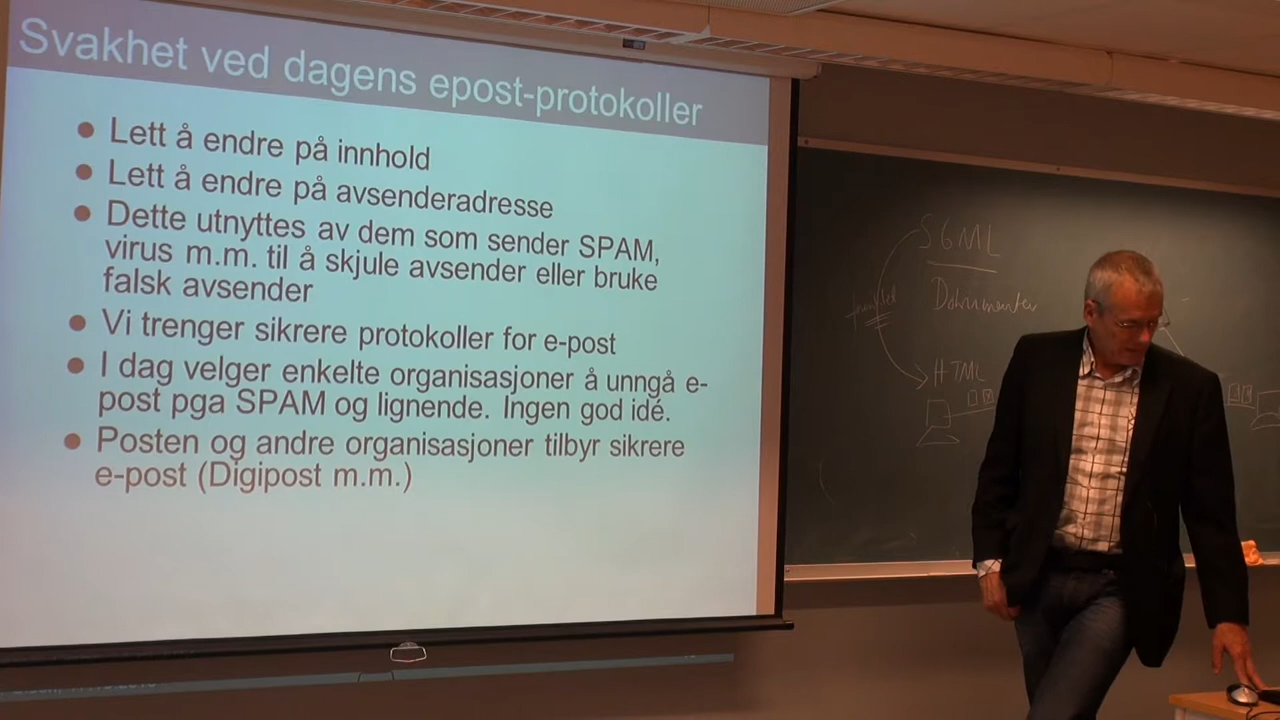 Svakhet ved dagens epost-protokoller
● Lett å endre på innhold
● Lett å endre på avsenderadresse
● Dette utnyttes av dem som sender SPAM,
virus m.m. til å skjule avsender eller bruke
falsk avsender
● Vi trenger sikrere protokoller for e-post
● I dag velger enkelte organisasjoner å unngå e-
post pga SPAM og lignende. Ingen god idé.
● Posten og andre organisasjoner tilbyr sikrere
e-post (Digipost m.m.)
SGML
Dokumenter
HTML